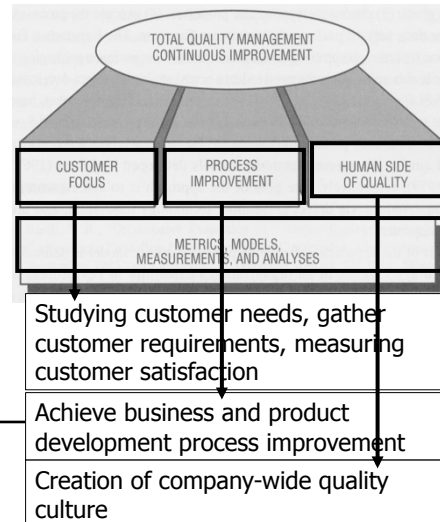 TOTAL QUALITY MANAGEMENT
CONTINUOUS IMPROVEMENT
CUSTOMER
FOCUS
PROCESS
IMPROVEMENT
HUMAN SIDE
OF QUALITY
METRICS, MODELS,
MEASUREMENTS, AND ANALYSES
Studying customer needs, gather
customer requirements, measuring
customer satisfaction
Achieve business and product
development process improvement
Creation of company-wide quality
culture